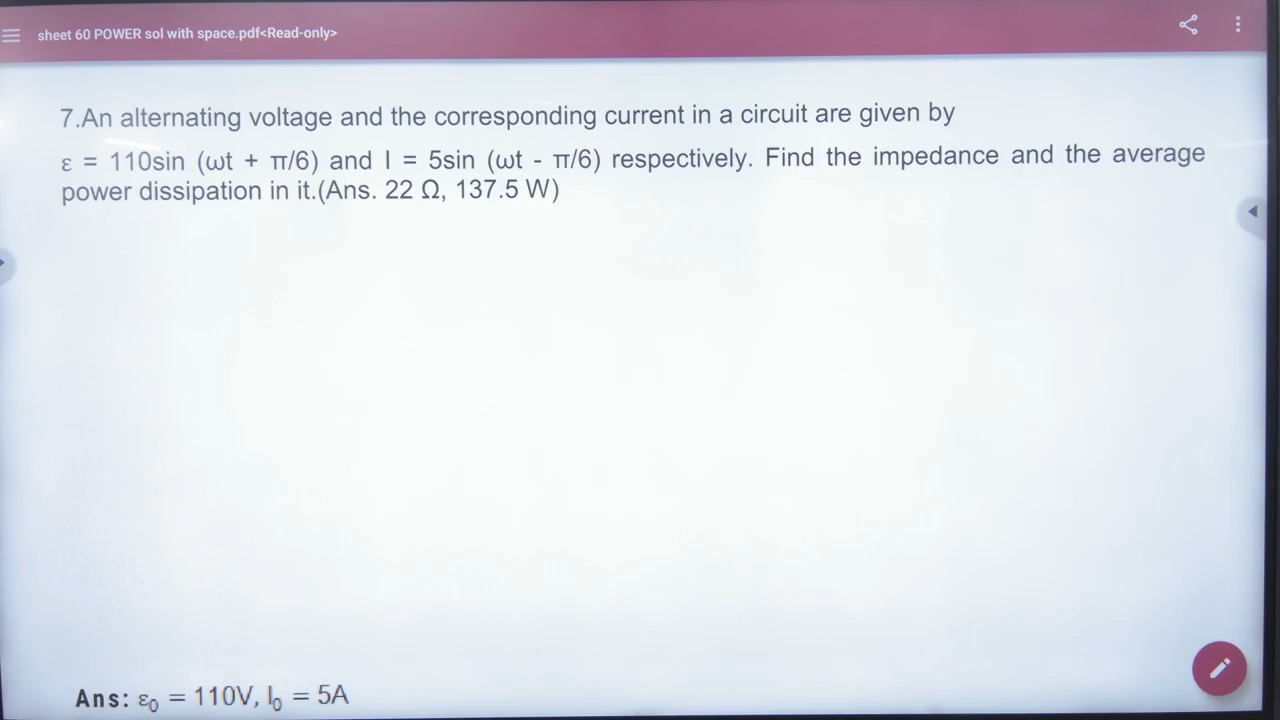 sheet 60 POWER sol with space.pdf<Read-only>
7.An alternating voltage and the corresponding current in a circuit are given by
ε = 110sin (ωt + π/6) and I = 5sin (ωt - π/6) respectively. Find the impedance and the average
power dissipation in it.(Ans. 22 Ω, 137.5 W)
Ans: ε₀ = 110V, I₀ = 5A